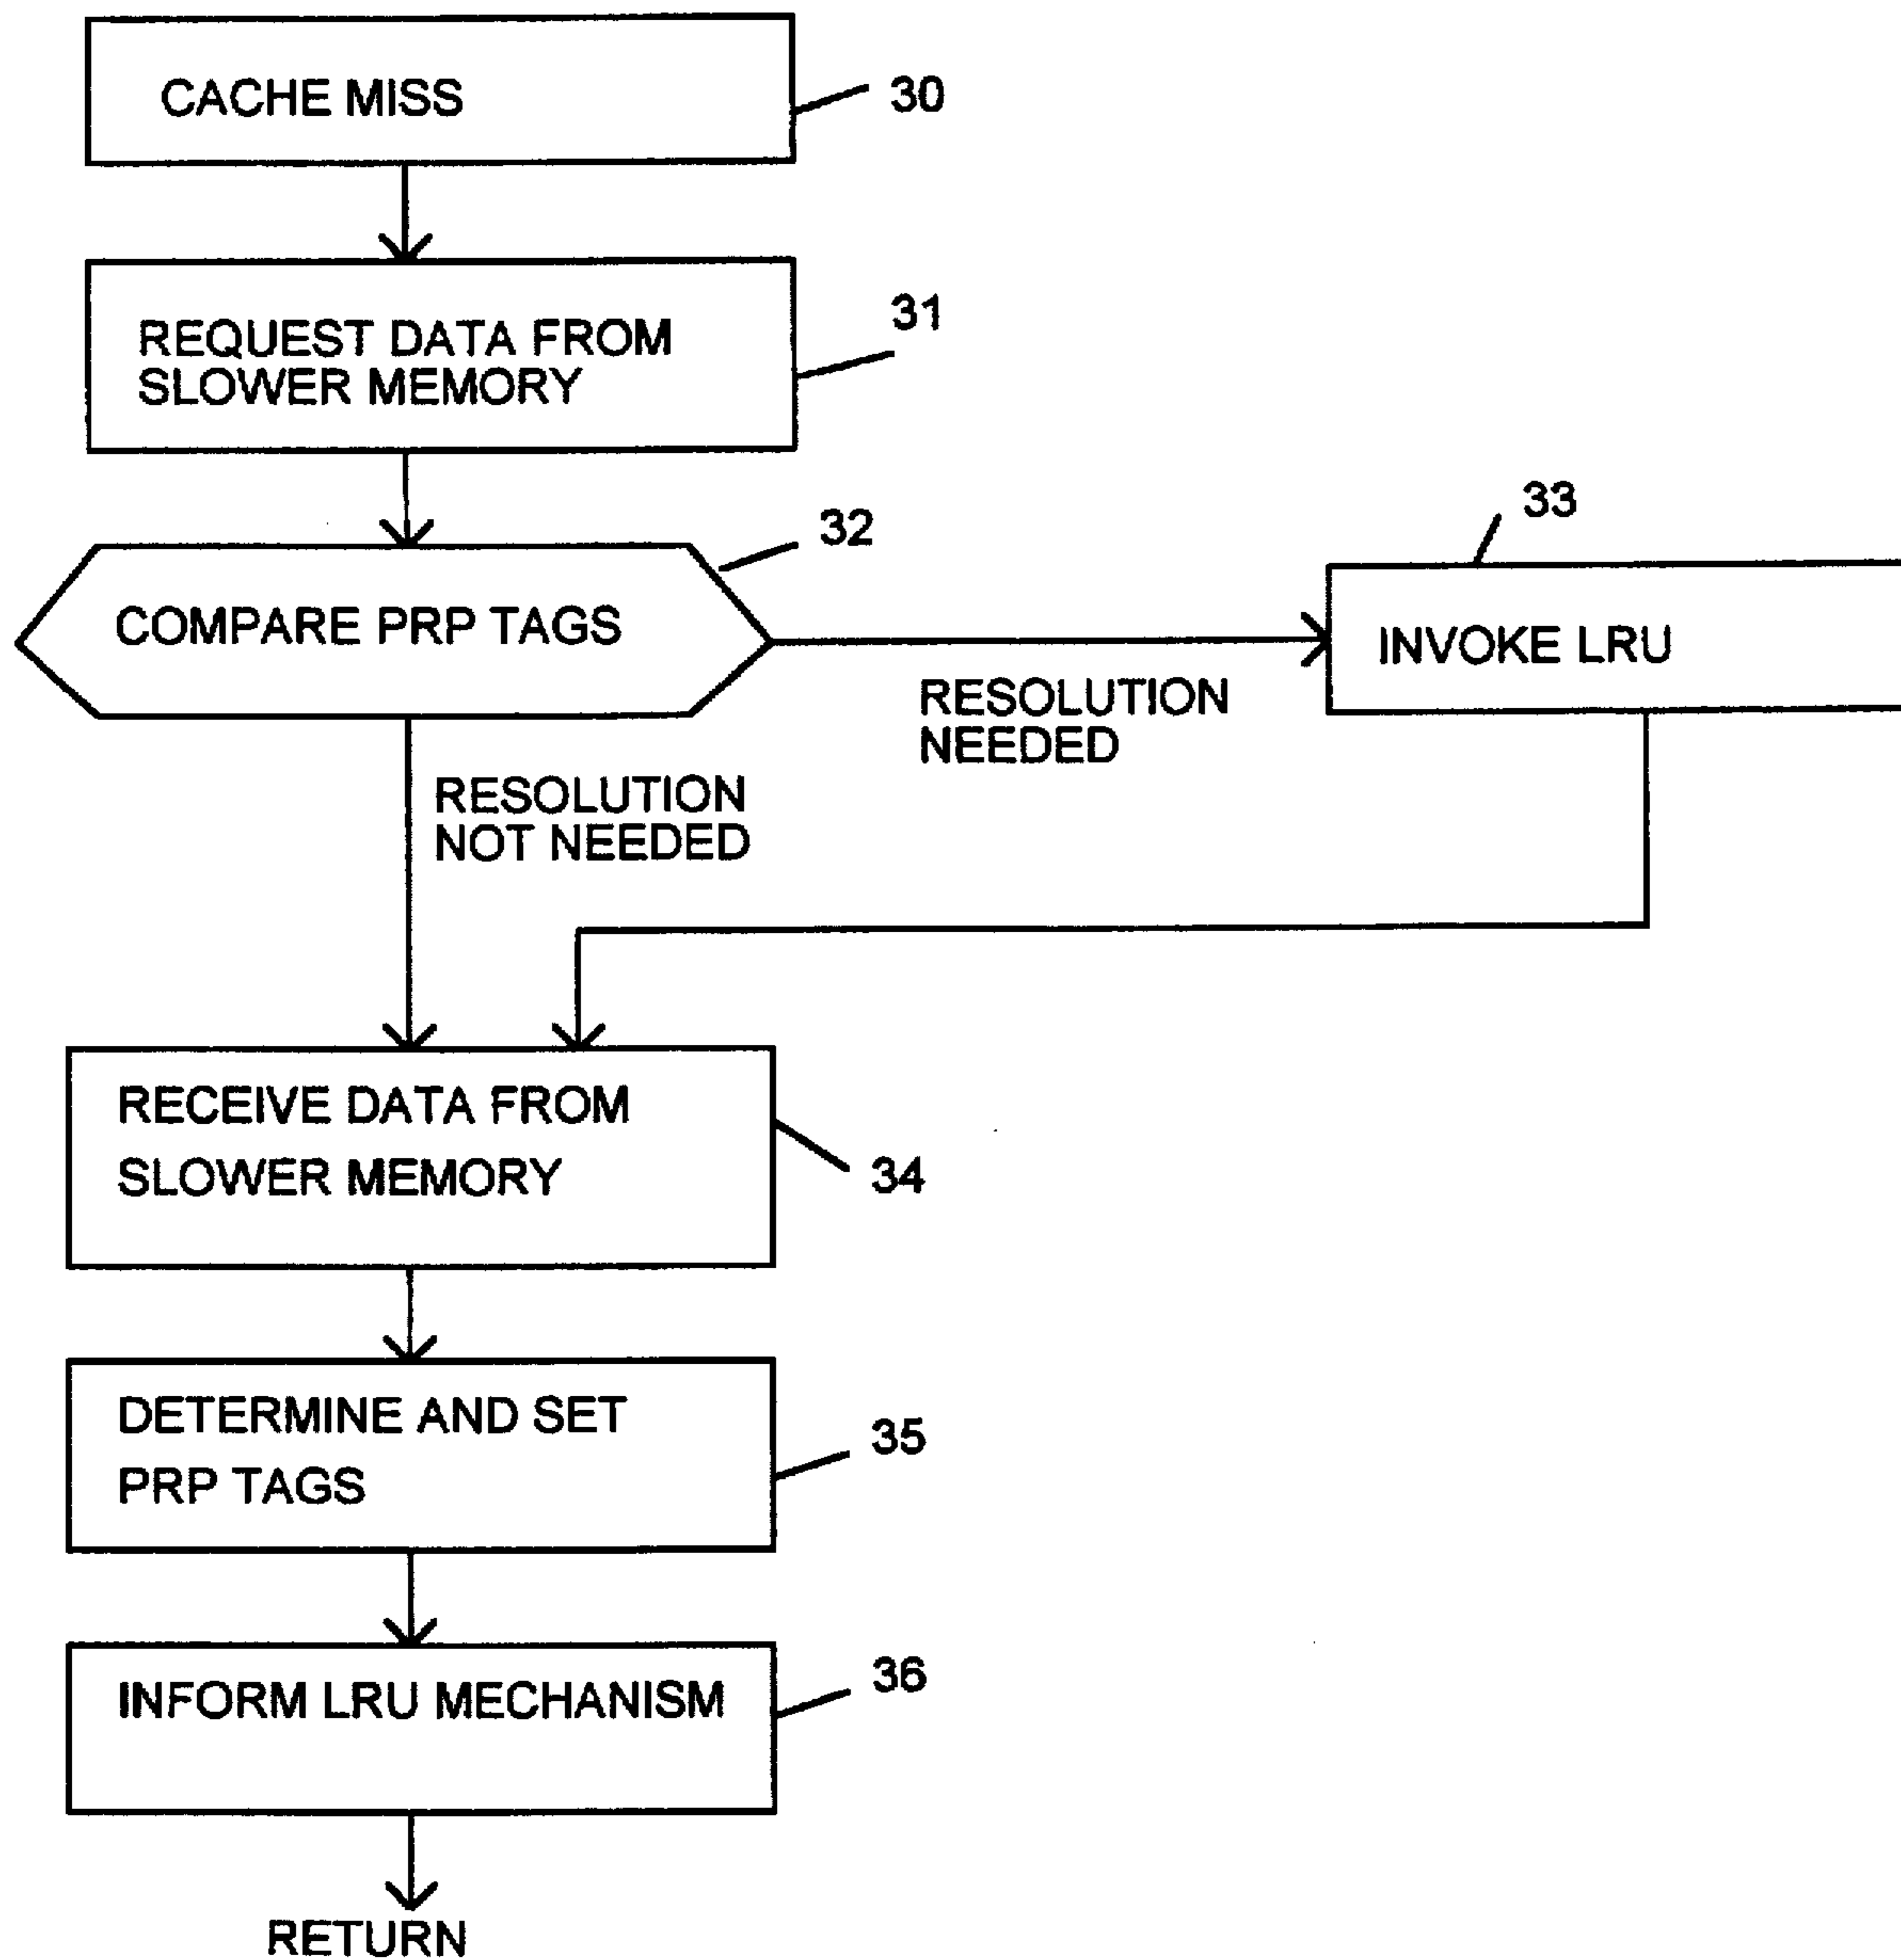 CACHE MISS
30
REQUEST DATA FROM
SLOWER MEMORY
31
COMPARE PRP TAGS
32
RESOLUTION
NEEDED
33
INVOKE LRU
RESOLUTION
NOT NEEDED
RECEIVE DATA FROM
SLOWER MEMORY
34
DETERMINE AND SET
PRP TAGS
35
INFORM LRU MECHANISM
36
RETURN